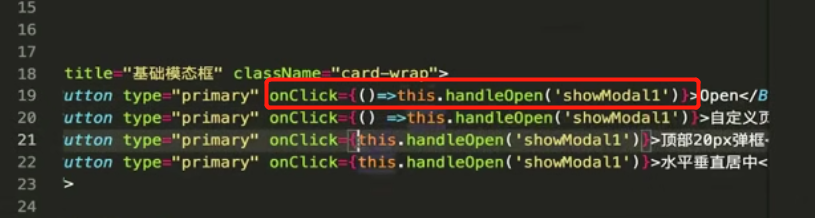 15
16
17
18 title="基础模态框" className="card-wrap">
19 utton type="primary" onClick={()=>this.handleOpen('showModal1')}>Open</B
20 utton type="primary" onClick={() =>this.handleOpen('showModal1')}>自定义页
21 utton type="primary" onClick={this.handleOpen('showModal1')}>顶部20px弹框
22 utton type="primary" onClick={this.handleOpen('showModal1')}>水平垂直居中<
23 >
24